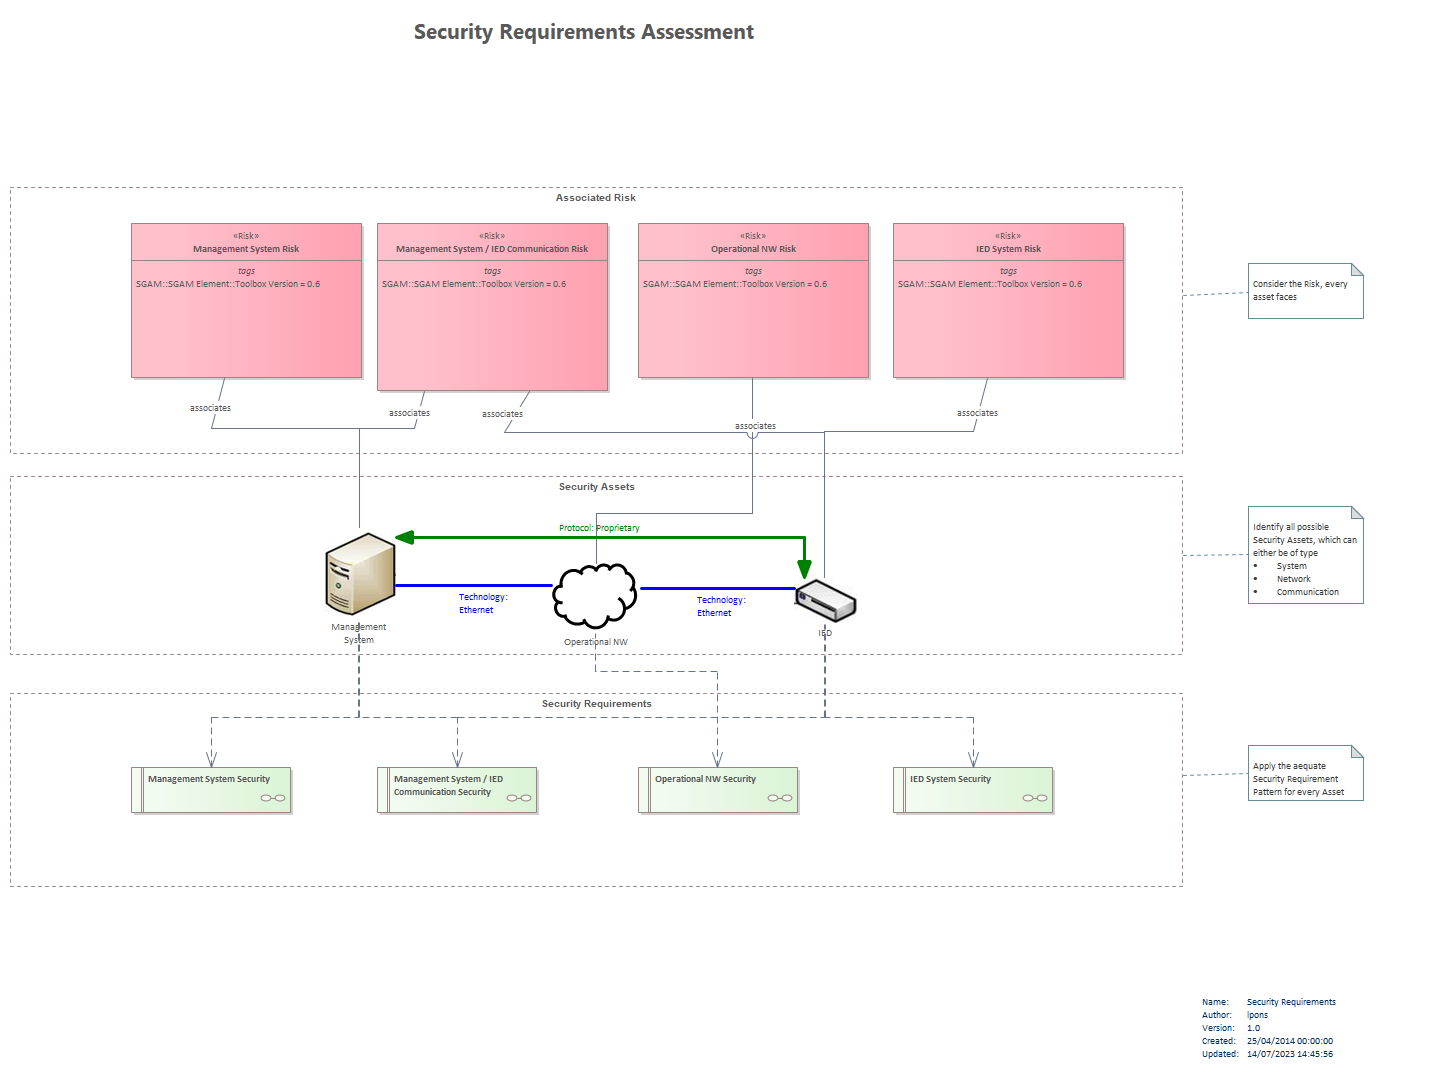 Security Requirements Assessment
Associated Risk
«Risk»
Management System Risk
tags
SGAM::SGAM Element::Toolbox Version = 0.6
«Risk»
Management System / IED Communication Risk
tags
SGAM::SGAM Element::Toolbox Version = 0.6
«Risk»
Operational NW Risk
tags
SGAM::SGAM Element::Toolbox Version = 0.6
«Risk»
IED System Risk
tags
SGAM::SGAM Element::Toolbox Version = 0.6
Consider the Risk, every
asset faces
associates
associates
associates
associates
associates
Security Assets
Protocol: Proprietary
Technology:
Ethernet
Technology:
Ethernet
Management
System
Operational NW
IED
Identify all possible
Security Assets, which can
either be of type
• System
• Network
• Communication
Security Requirements
Management System Security
Management System / IED
Communication Security
Operational NW Security
IED System Security
Apply the aequate
Security Requirement
Pattern for every Asset
Name: Security Requirements
Author: lpons
Version: 1.0
Created: 25/04/2014 00:00:00
Updated: 14/07/2023 14:45:56